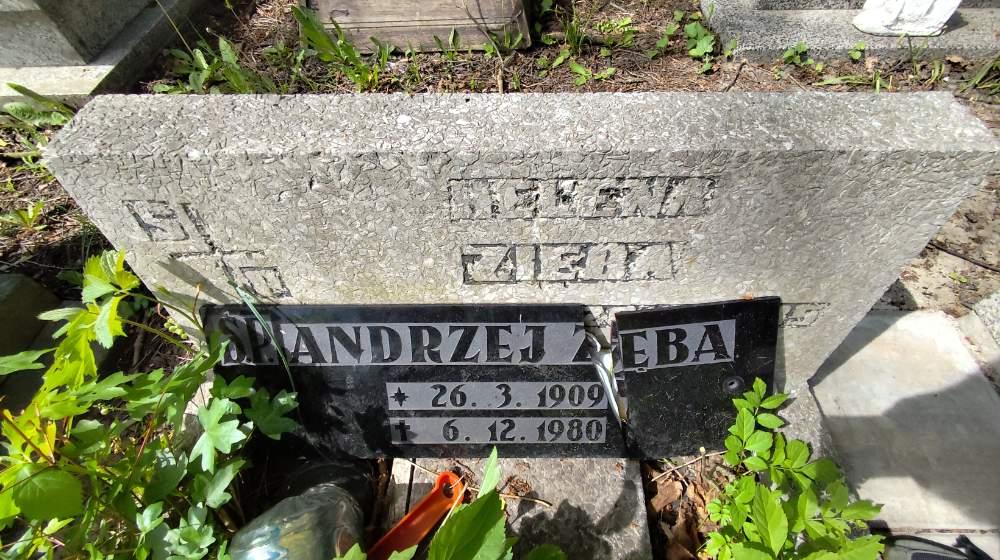 HELENA
ZIĘBA
ŚP. ANDRZEJ ZIĘBA
* 26. 3. 1909
† 6. 12. 1980